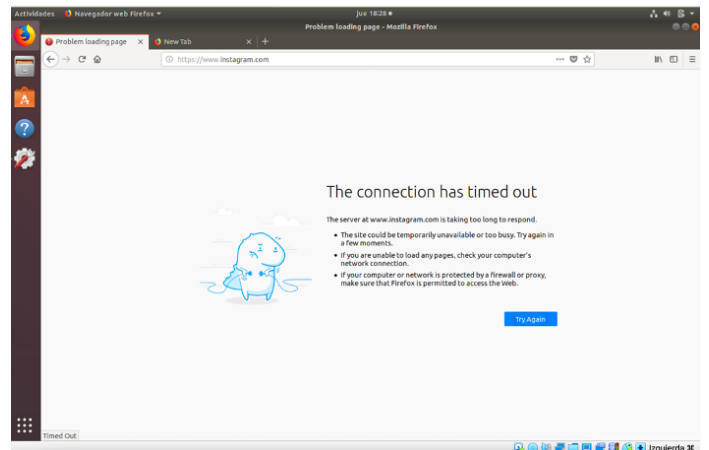 Actividades Navegador web Firefox jue 18:28
Problem loading page - Mozilla Firefox
Problem loading page New Tab
https://www.instagram.com
The connection has timed out
The server at www.instagram.com is taking too long to respond.
The site could be temporarily unavailable or too busy. Try again in
a few moments.
If you are unable to load any pages, check your computer's
network connection.
If your computer or network is protected by a firewall or proxy,
make sure that Firefox is permitted to access the Web.
Try Again
Timed Out
Izquierda ⌘